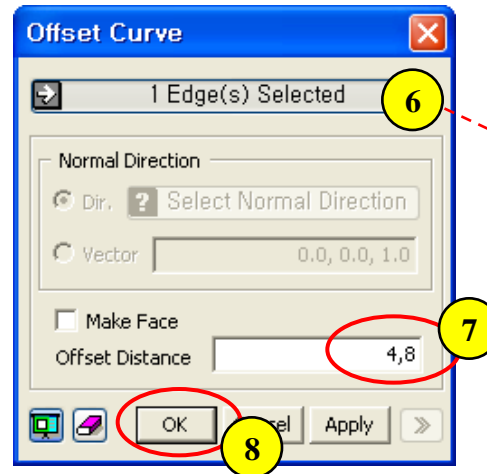 Offset Curve
1 Edge(s) Selected
6
Normal Direction
Dir. ? Select Normal Direction
Vector 0.0, 0.0, 1.0
Make Face
7
Offset Distance 4,8
OK Apply
8